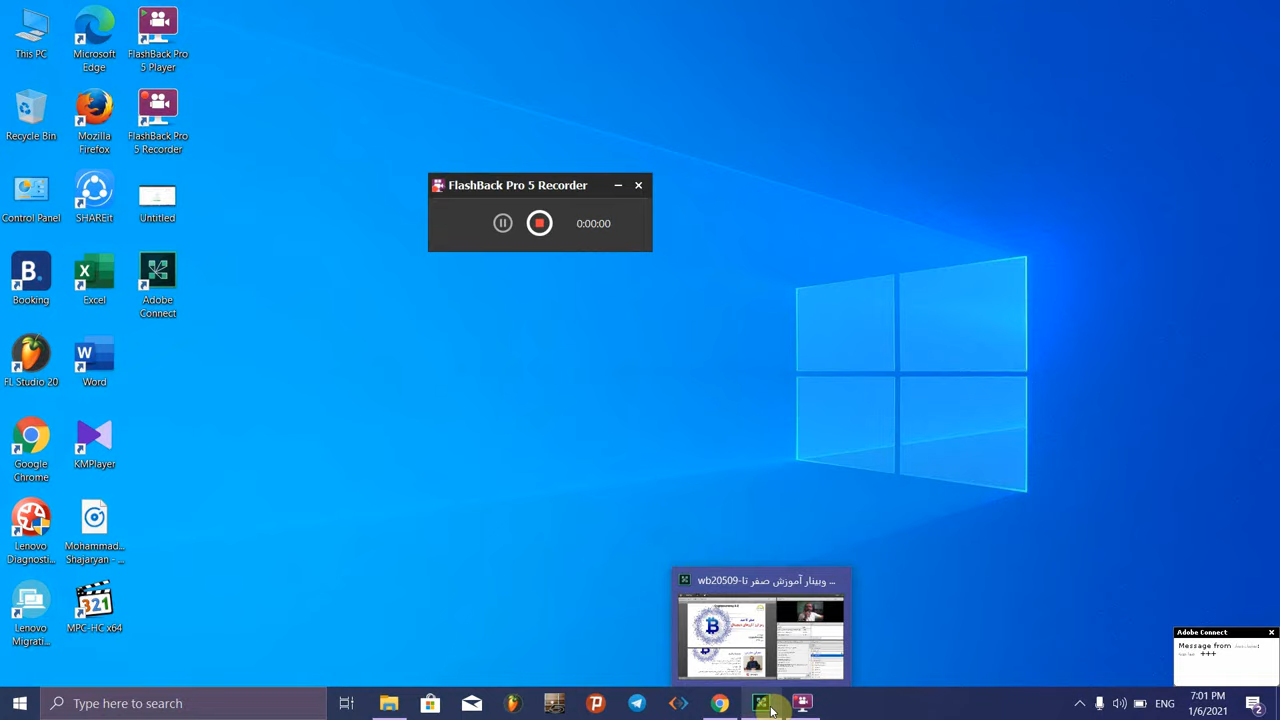 This PC
Microsoft
Edge
FlashBack Pro
5 Player
Recycle Bin
Mozilla
Firefox
FlashBack Pro
5 Recorder
Control Panel
SHAREit
Untitled
Booking
Excel
Adobe
Connect
FL Studio 20
Word
Google
Chrome
KMPlayer
Lenovo
Diagnosti...
Mohammad...
Shajaryan - ...
Lenovo
Migrati...
MPC-HC x64
FlashBack Pro 5 Recorder
0:00:00
wb20509-وبینار آموزش صفر تا ...
Adobe Connect
Message from
+++
Type here to search
ENG
7:01 PM
1/6/2021
2